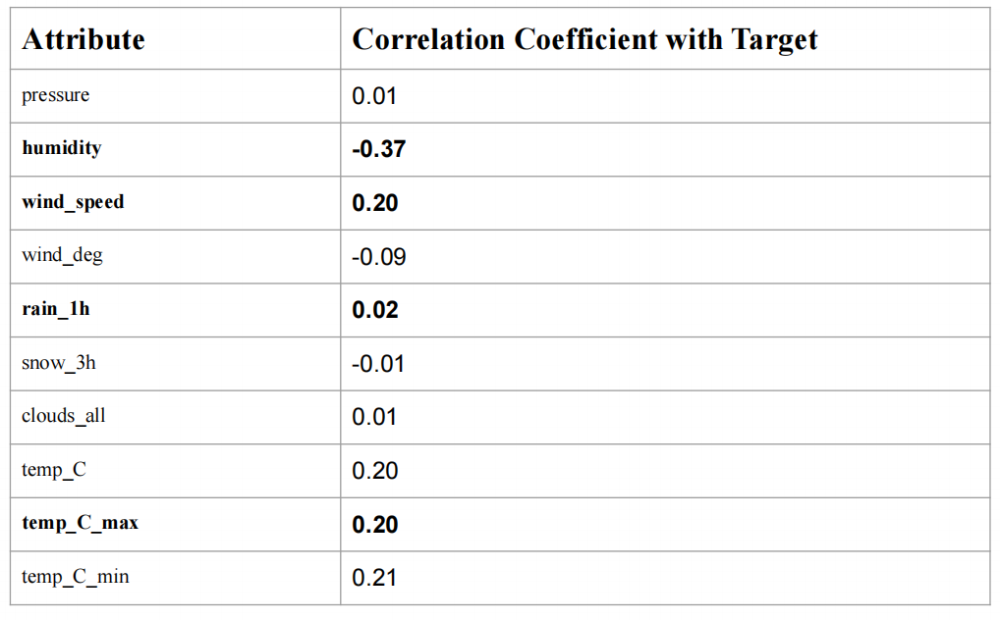 Attribute Correlation Coefficient with Target
pressure 0.01
humidity -0.37
wind_speed 0.20
wind_deg -0.09
rain_1h 0.02
snow_3h -0.01
clouds_all 0.01
temp_C 0.20
temp_C_max 0.20
temp_C_min 0.21